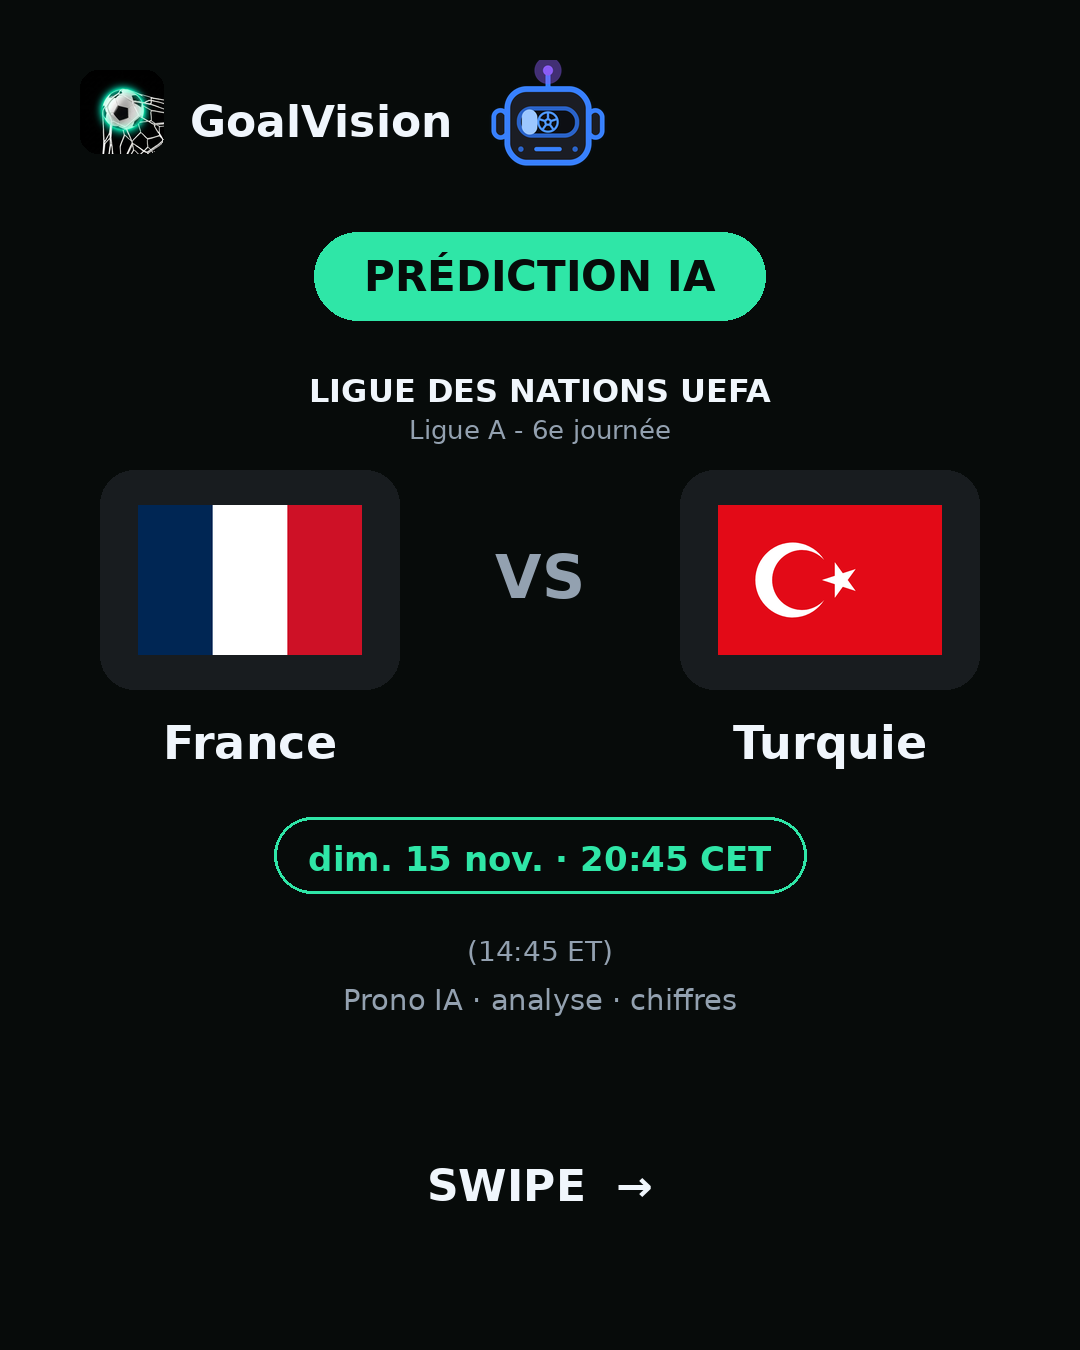 GoalVision
PRÉDICTION IA
LIGUE DES NATIONS UEFA
Ligue A - 6e journée
VS
France
Turquie
dim. 15 nov. · 20:45 CET
(14:45 ET)
Prono IA · analyse · chiffres
SWIPE →